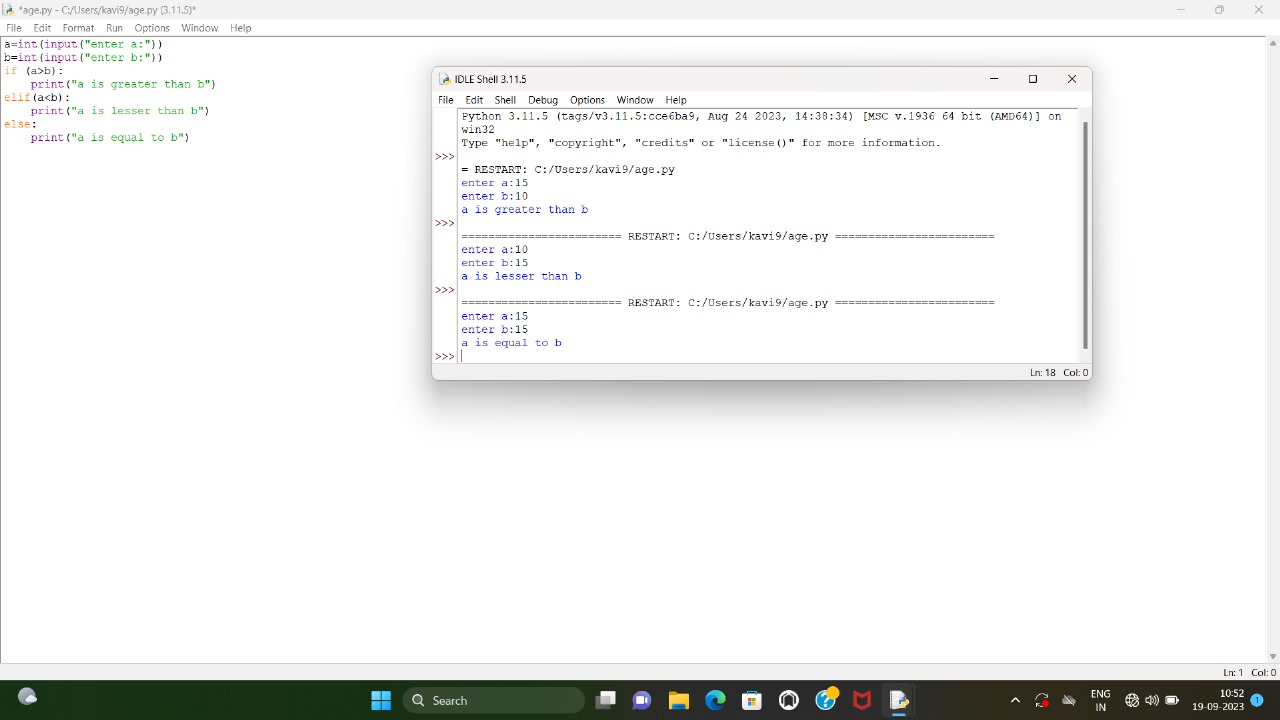 *age.py - C:/Users/kavi9/age.py (3.11.5)*
File Edit Format Run Options Window Help
a=int(input("enter a:"))
b=int(input("enter b:"))
if (a>b):
    print("a is greater than b")
elif(a<b):
    print("a is lesser than b")
else:
    print("a is equal to b")
IDLE Shell 3.11.5
File Edit Shell Debug Options Window Help
Python 3.11.5 (tags/v3.11.5:cce6ba9, Aug 24 2023, 14:38:34) [MSC v.1936 64 bit (AMD64)] on
win32
Type "help", "copyright", "credits" or "license()" for more information.
>>>
= RESTART: C:/Users/kavi9/age.py
enter a:15
enter b:10
a is greater than b
>>>
======================== RESTART: C:/Users/kavi9/age.py ========================
enter a:10
enter b:15
a is lesser than b
>>>
======================== RESTART: C:/Users/kavi9/age.py ========================
enter a:15
enter b:15
a is equal to b
>>>
Ln: 18 Col: 0
Ln: 1 Col: 0
Search
ENG
IN
10:52
19-09-2023
1